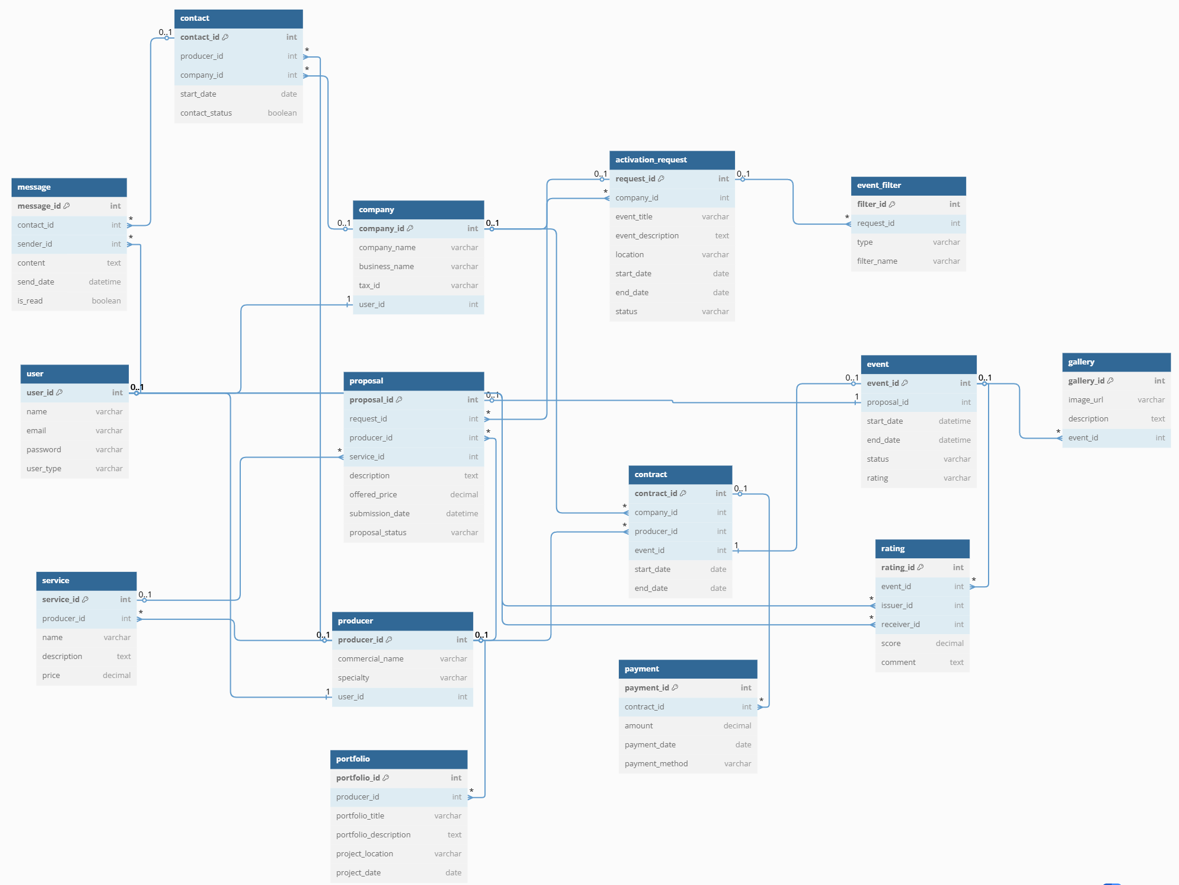 contact
contact_id int
producer_id int
company_id int
start_date date
contact_status boolean
0..1
*
*
message
message_id int
contact_id int
sender_id int
content text
send_date datetime
is_read boolean
*
*
company
company_id int
company_name varchar
business_name varchar
tax_id varchar
user_id int
0..1
0..1
1
activation_request
request_id int
company_id int
event_title varchar
event_description text
location varchar
start_date date
end_date date
status varchar
0..1
*
0..1
event_filter
filter_id int
request_id int
type varchar
filter_name varchar
*
user
user_id int
name varchar
email varchar
password varchar
user_type varchar
0..1
proposal
proposal_id int
request_id int
producer_id int
service_id int
description text
offered_price decimal
submission_date datetime
proposal_status varchar
0..1
*
*
*
event
event_id int
proposal_id int
start_date datetime
end_date datetime
status varchar
rating varchar
0..1
1
0..1
gallery
gallery_id int
image_url varchar
description text
event_id int
*
contract
contract_id int
company_id int
producer_id int
event_id int
start_date date
end_date date
0..1
*
*
1
rating
rating_id int
event_id int
issuer_id int
receiver_id int
score decimal
comment text
*
*
*
service
service_id int
producer_id int
name varchar
description text
price decimal
0..1
*
producer
producer_id int
commercial_name varchar
specialty varchar
user_id int
0..1
0..1
1
payment
payment_id int
contract_id int
amount decimal
payment_date date
payment_method varchar
*
portfolio
portfolio_id int
producer_id int
portfolio_title varchar
portfolio_description text
project_location varchar
project_date date
*